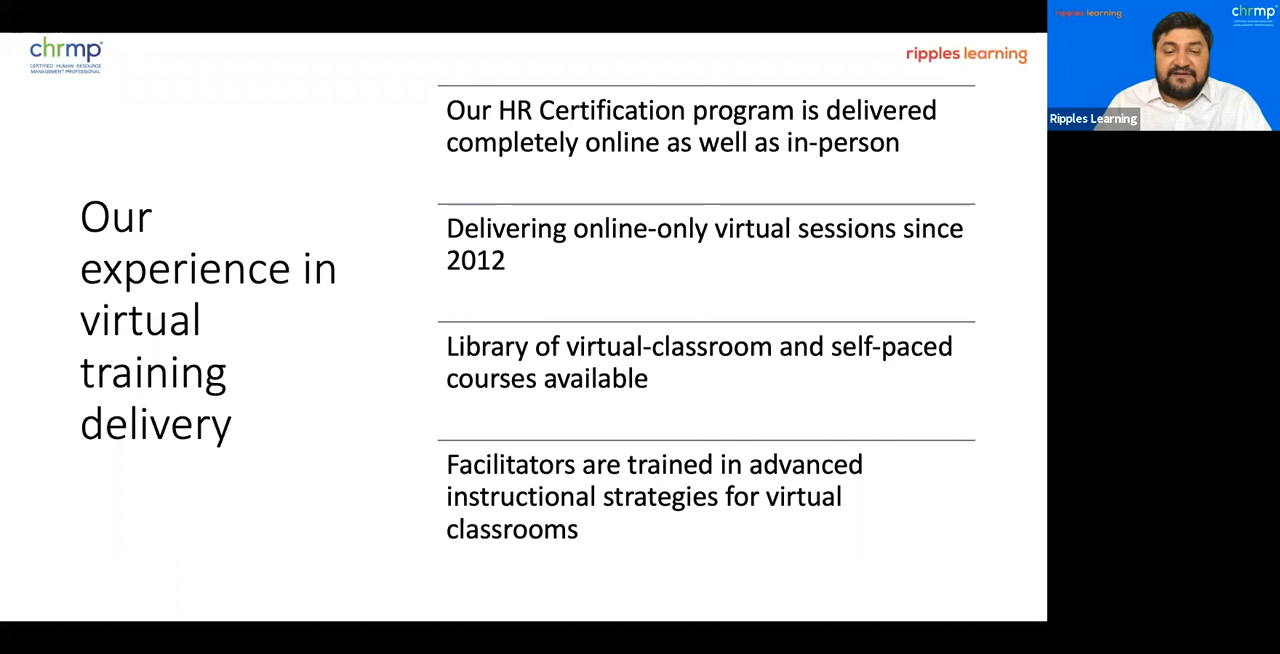 chrmp
CERTIFIED HUMAN RESOURCE
MANAGEMENT PROFESSIONAL
ripples learning
Our
experience in
virtual
training
delivery
Our HR Certification program is delivered
completely online as well as in-person
Delivering online-only virtual sessions since
2012
Library of virtual-classroom and self-paced
courses available
Facilitators are trained in advanced
instructional strategies for virtual
classrooms
ripples learning
chrmp
Ripples Learning